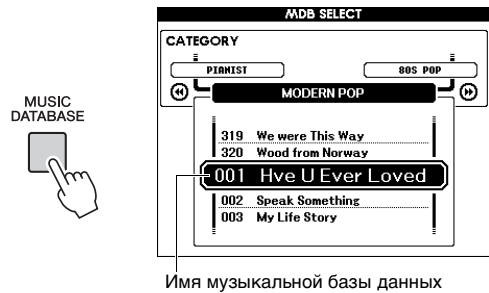 MDB SELECT
CATEGORY
PIANIST
80S POP
MODERN POP
MUSIC
DATABASE
319 We were This Way
320 Wood from Norway
001 Hve U Ever Loved
002 Speak Something
003 My Life Story
Имя музыкальной базы данных